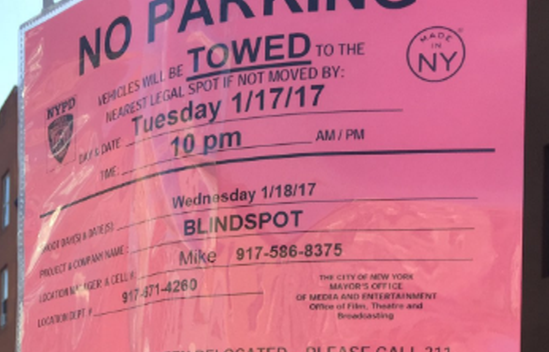 NO PARKING
MADE IN NY
VEHICLES WILL BE TOWED TO THE
NEAREST LEGAL SPOT IF NOT MOVED BY:
NYPD
DAY & DATE: Tuesday 1/17/17
TIME: 10 pm AM / PM
Wednesday 1/18/17
PROJECT & COMPANY NAME: BLINDSPOT
LOCATION MANAGER & CELL #: Mike 917-586-8375
LOCATION DEPT #: 917-671-4260
THE CITY OF NEW YORK
MAYOR'S OFFICE
OF MEDIA AND ENTERTAINMENT
Office of Film, Theatre and
Broadcasting
RELOCATED PLEASE CALL 311